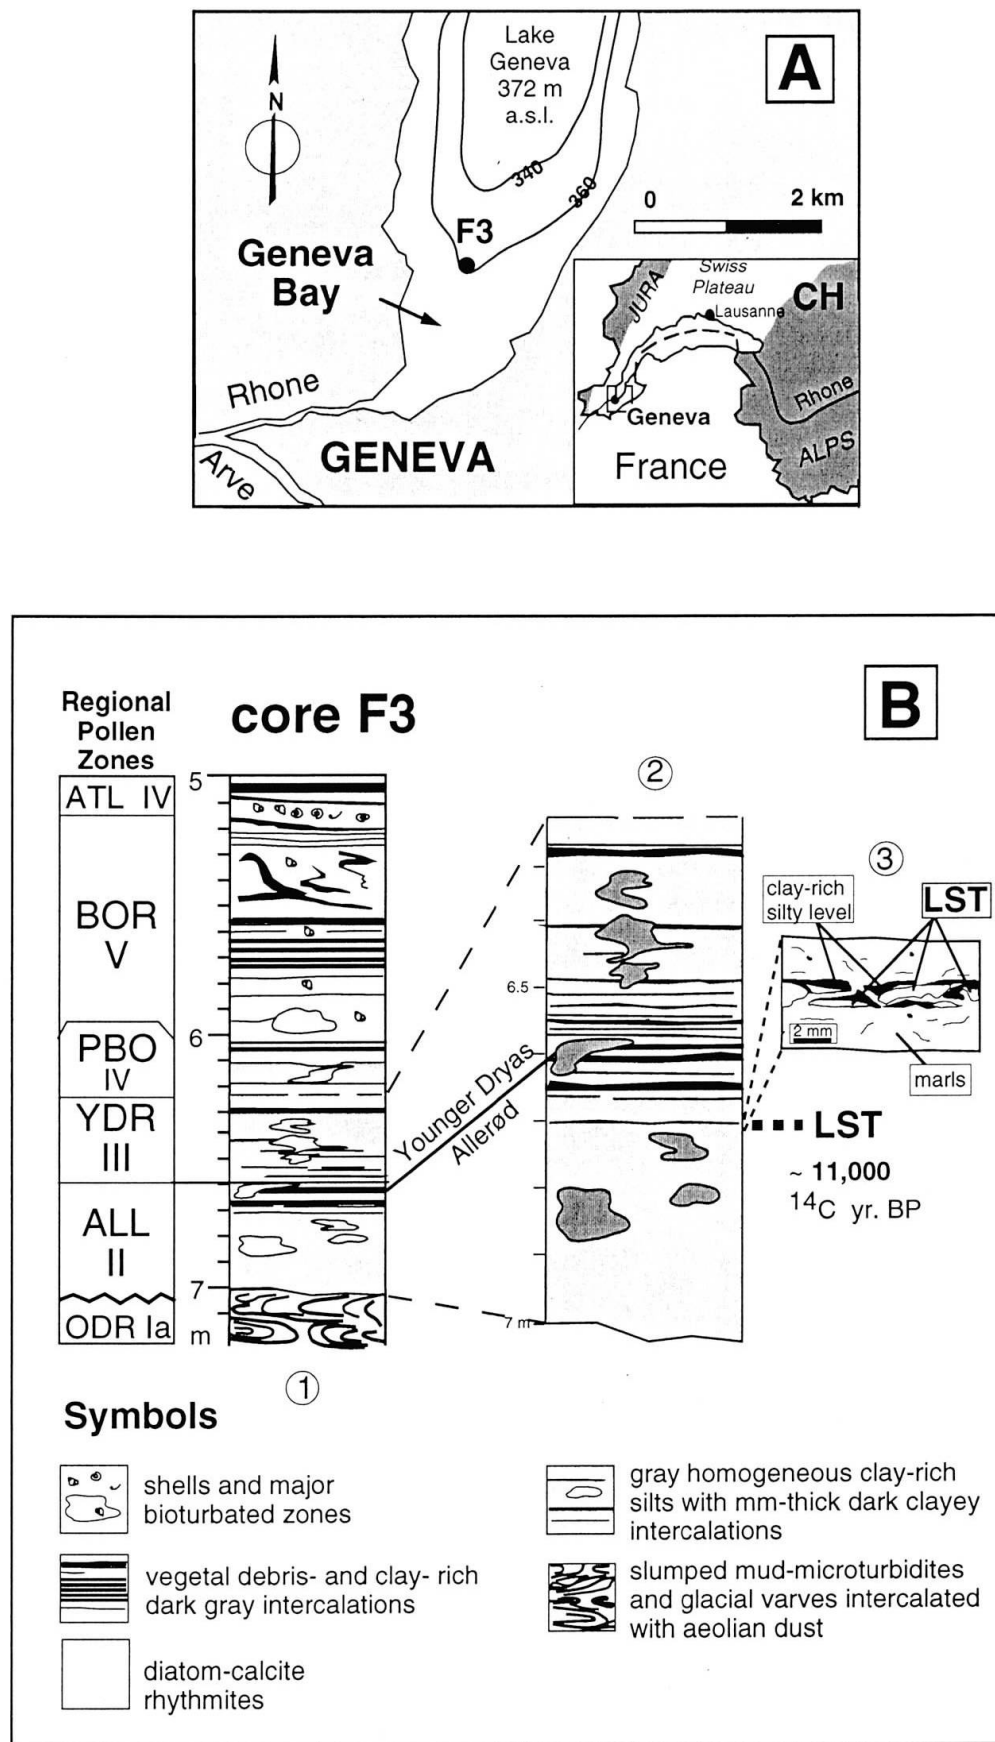 Lake
Geneva
372 m
a.s.l.
A
N
340
360
0 2 km
F3
Geneva
Bay
Rhone
GENEVA
Arve
Swiss
Plateau
CH
JURA
Lausanne
Geneva
Rhone
France
ALPS
B
Regional
Pollen
Zones
core F3
ATL IV
BOR
V
PBO
IV
YDR
III
ALL
II
ODR Ia
5
6
7
m
1
2
6.5
7 m
Younger Dryas
Allerød
3
clay-rich
silty level
LST
2 mm
marls
LST
~ 11,000
14C yr. BP
Symbols
shells and major
bioturbated zones
vegetal debris- and clay- rich
dark gray intercalations
diatom-calcite
rhythmites
gray homogeneous clay-rich
silts with mm-thick dark clayey
intercalations
slumped mud-microturbidites
and glacial varves intercalated
with aeolian dust